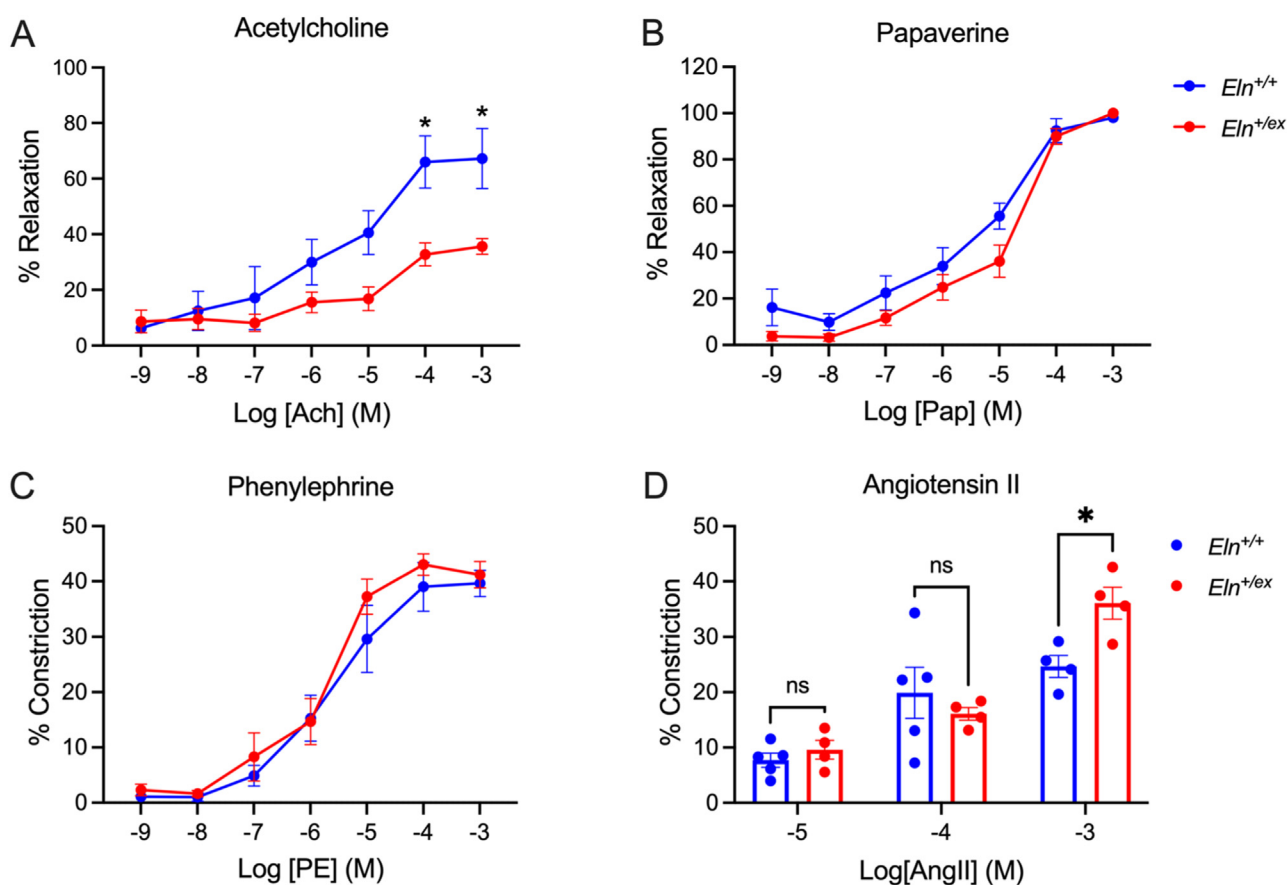 A
Acetylcholine
% Relaxation
100
80
60
40
20
0
* *
-9 -8 -7 -6 -5 -4 -3
Log [Ach] (M)
B
Papaverine
% Relaxation
120
100
80
60
40
20
0
-9 -8 -7 -6 -5 -4 -3
Log [Pap] (M)
Eln+/+
Eln+/ex
C
Phenylephrine
% Constriction
50
40
30
20
10
0
-9 -8 -7 -6 -5 -4 -3
Log [PE] (M)
D
Angiotensin II
% Constriction
50
40
30
20
10
0
ns
ns
*
-5 -4 -3
Log[AngII] (M)
Eln+/+
Eln+/ex